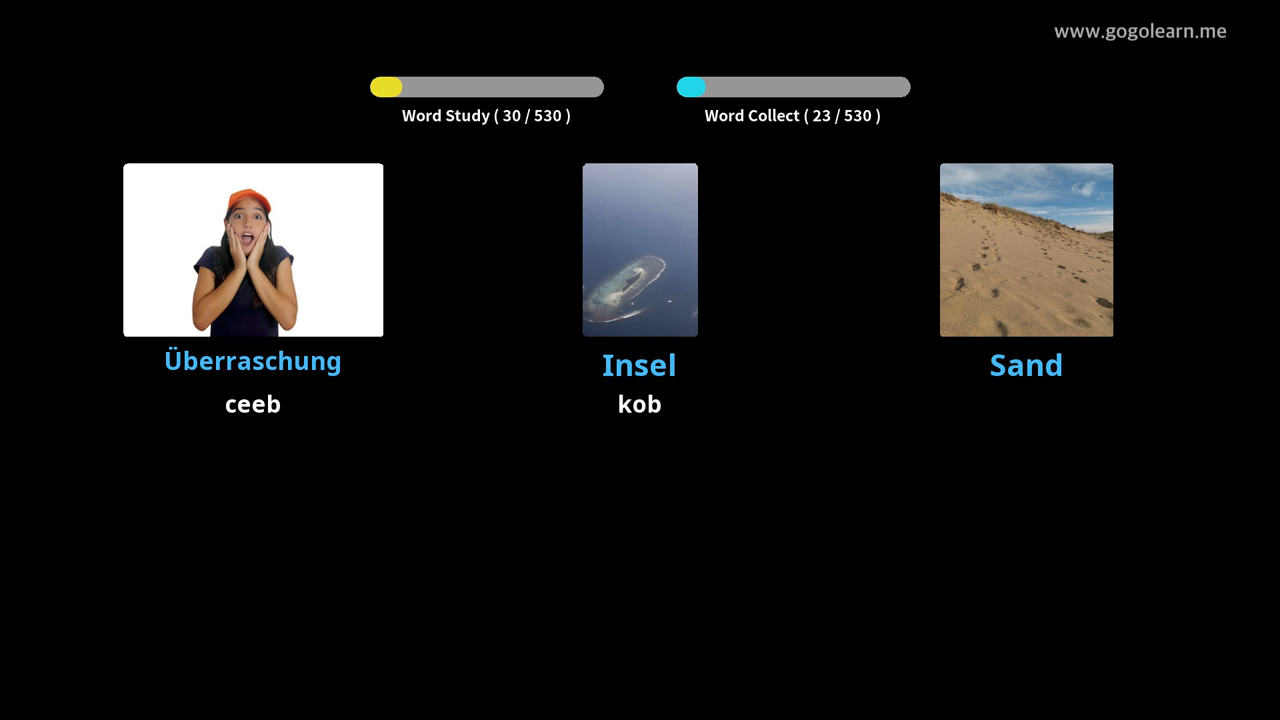 www.gogolearn.me
Word Study ( 30 / 530 )
Word Collect ( 23 / 530 )
Überraschung
Insel
Sand
ceeb
kob